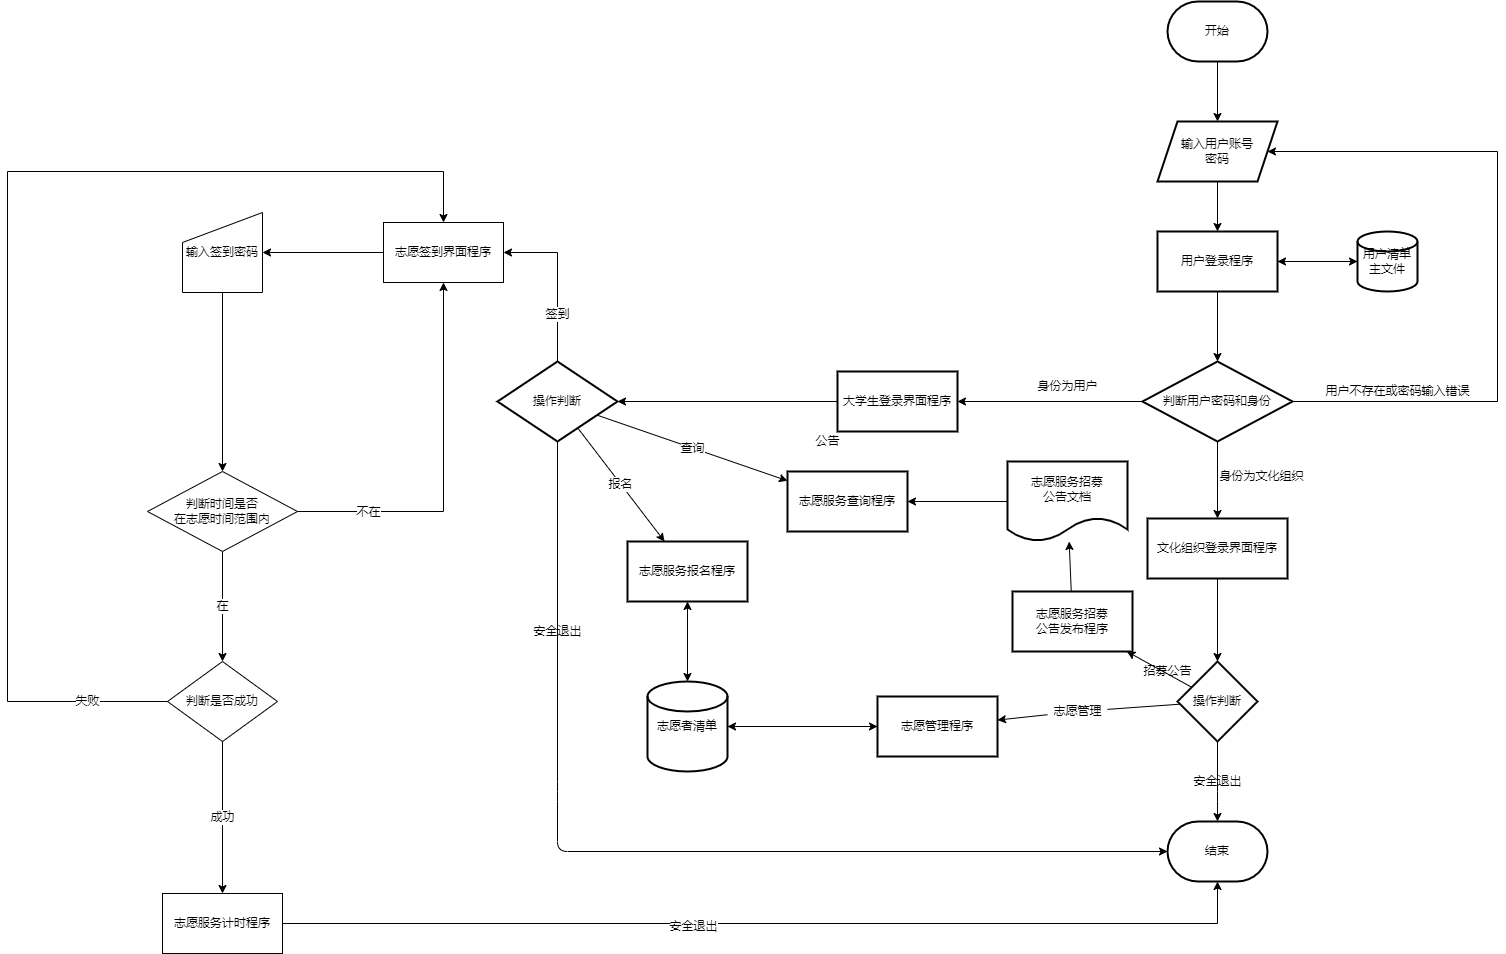 开始
输入用户账号
密码
用户登录程序
用户清单
主文件
判断用户密码和身份
用户不存在或密码输入错误
身份为用户
大学生登录界面程序
公告
操作判断
签到
志愿签到界面程序
输入签到密码
判断时间是否
在志愿时间范围内
不在
在
判断是否成功
失败
成功
志愿服务计时程序
安全退出
查询
志愿服务查询程序
报名
志愿服务报名程序
志愿者清单
安全退出
身份为文化组织
文化组织登录界面程序
操作判断
招募公告
志愿服务招募
公告发布程序
志愿服务招募
公告文档
志愿管理
志愿管理程序
安全退出
结束